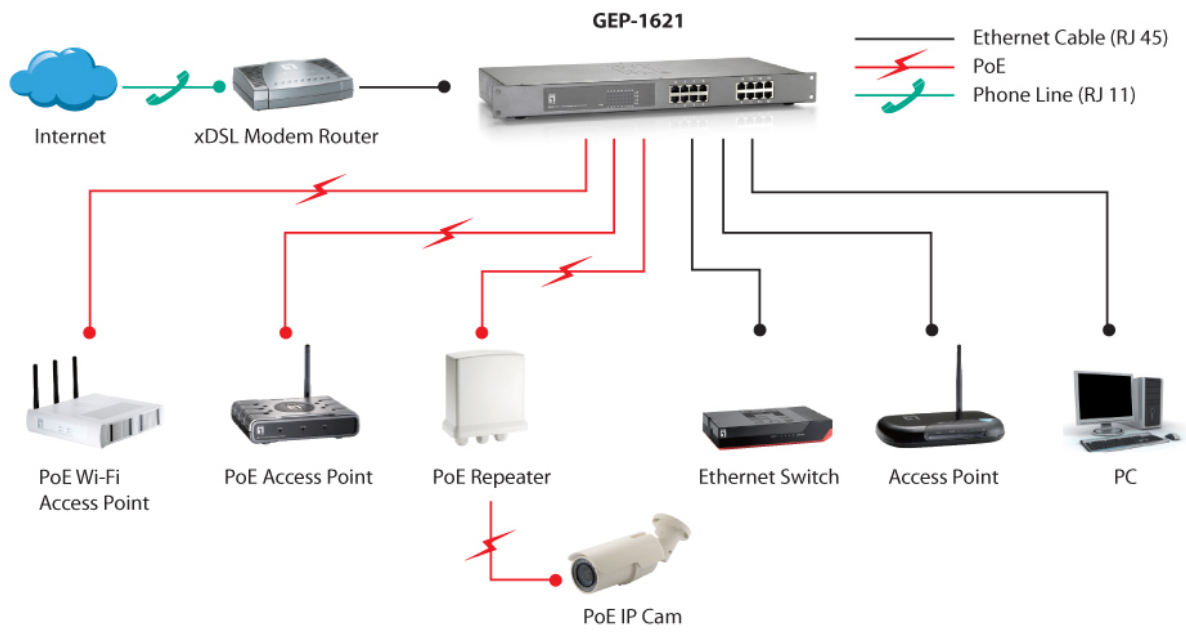 GEP-1621
Ethernet Cable (RJ 45)
PoE
Phone Line (RJ 11)
Internet
xDSL Modem Router
PoE Wi-Fi
Access Point
PoE Access Point
PoE Repeater
Ethernet Switch
Access Point
PC
PoE IP Cam